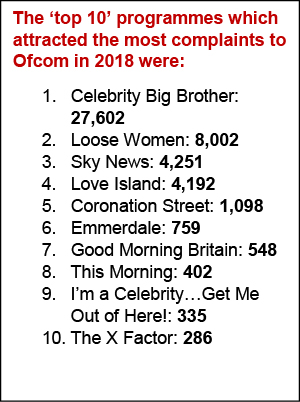 The ‘top 10’ programmes which
attracted the most complaints to
Ofcom in 2018 were:
1. Celebrity Big Brother:
27,602
2. Loose Women: 8,002
3. Sky News: 4,251
4. Love Island: 4,192
5. Coronation Street: 1,098
6. Emmerdale: 759
7. Good Morning Britain: 548
8. This Morning: 402
9. I’m a Celebrity…Get Me
Out of Here!: 335
10. The X Factor: 286